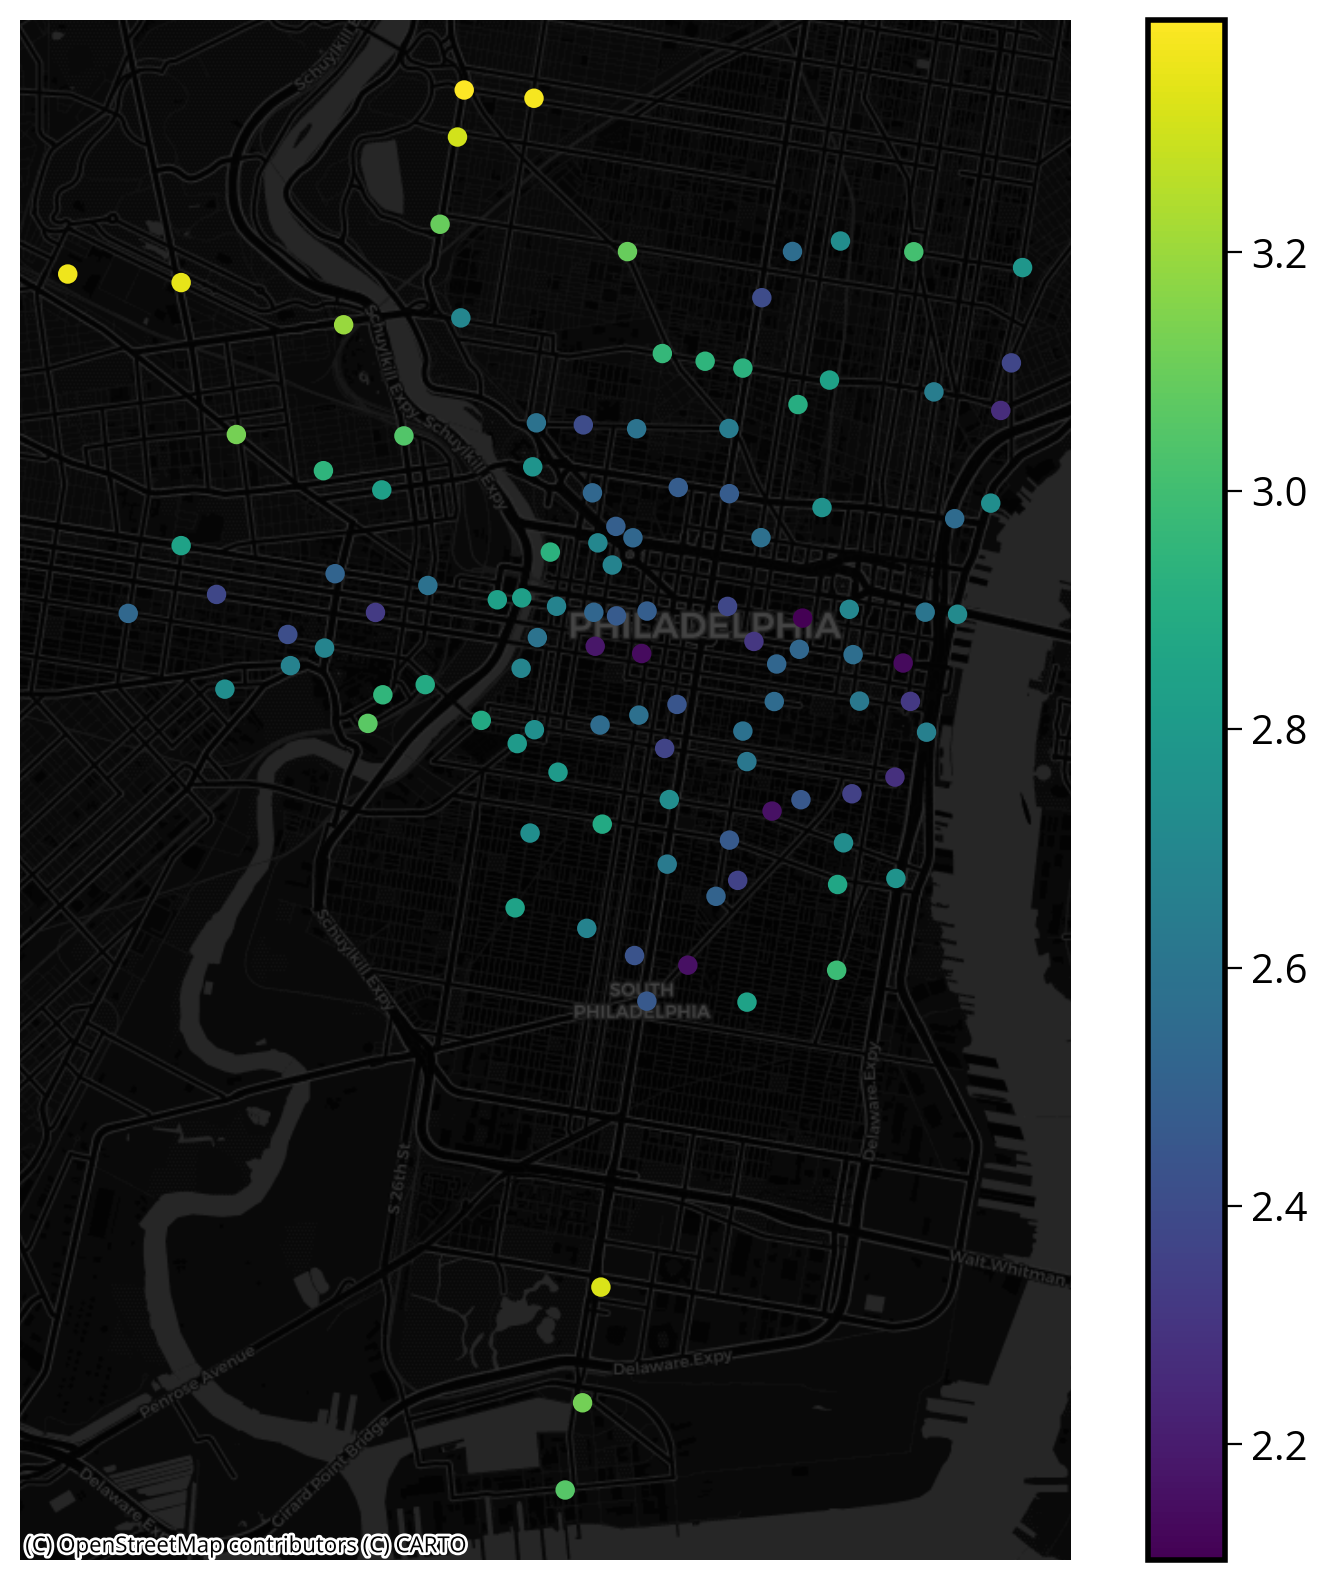 Schuylkill E
3.2
Schuylkill Expy
Schuylkill Expy
3.0
2.8
PHILADELPHIA
2.6
Schuylkill Expy
SOUTH
PHILADELPHIA
Delaware Expy
S 26th St
2.4
Walt Whitman
Delaware Expy
Penrose Avenue
2.2
Girard Point Bridge
Delaware Ex
(C) OpenStreetMap contributors (C) CARTO